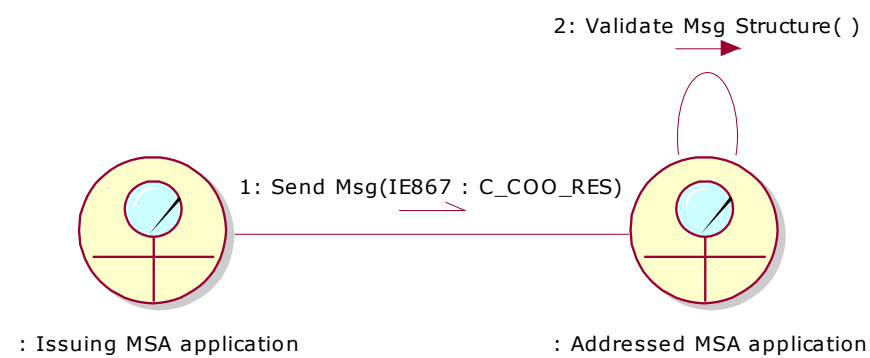 2: Validate Msg Structure( )
1: Send Msg(IE867 : C_COO_RES)
: Issuing MSA application
: Addressed MSA application